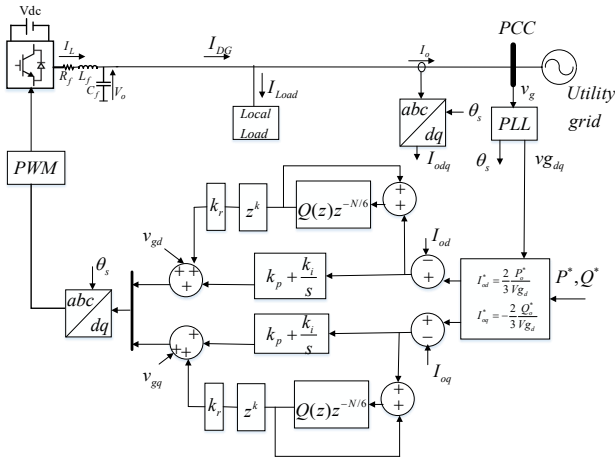 Vdc
I_L
R_f L_f
C_f
V_o
I_DG
I_Load
Local
Load
I_o
PCC
v_g
Utility
grid
abc
dq
θ_s
I_odq
PLL
θ_s
vg_dq
PWM
k_r
z^k
Q(z)z^{-N/6}
+
+
v_gd
+ +
+
k_p + k_i/s
I_od
−
+
I*_od = 2/3 P*_o/Vg_d
I*_oq = − 2/3 Q*_o/Vg_d
P*, Q*
θ_s
abc
dq
v_gq
+
++
k_p + k_i/s
+
−
I_oq
k_r
z^k
Q(z)z^{-N/6}
+
+